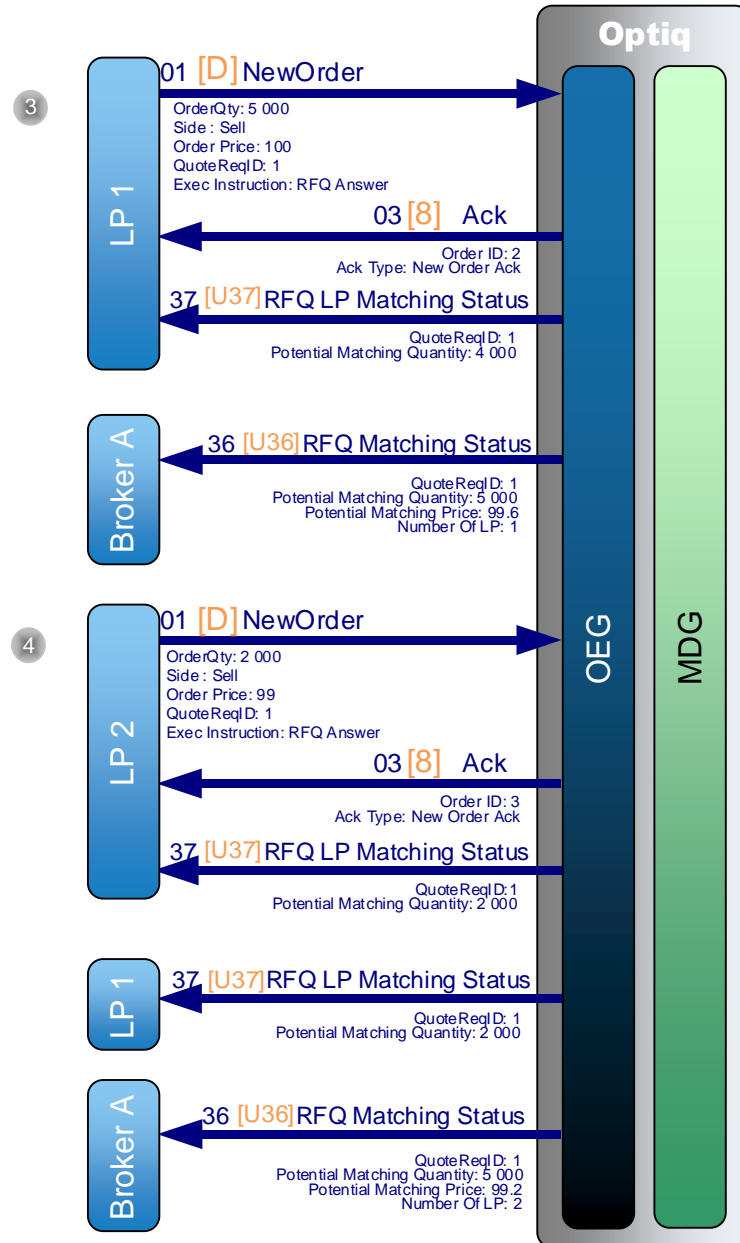 Optiq
3
LP 1
01 [D] NewOrder
OrderQty: 5 000
Side : Sell
Order Price: 100
QuoteReqID: 1
Exec Instruction: RFQ Answer
03 [8] Ack
Order ID: 2
Ack Type: New Order Ack
37 [U37] RFQ LP Matching Status
QuoteReqID: 1
Potential Matching Quantity: 4 000
Broker A
36 [U36] RFQ Matching Status
QuoteReqID: 1
Potential Matching Quantity: 5 000
Potential Matching Price: 99.6
Number Of LP: 1
4
LP 2
01 [D] NewOrder
OrderQty: 2 000
Side : Sell
Order Price: 99
QuoteReqID: 1
Exec Instruction: RFQ Answer
03 [8] Ack
Order ID: 3
Ack Type: New Order Ack
37 [U37] RFQ LP Matching Status
QuoteReqID:1
Potential Matching Quantity: 2 000
LP 1
37 [U37] RFQ LP Matching Status
QuoteReqID: 1
Potential Matching Quantity: 2 000
Broker A
36 [U36] RFQ Matching Status
QuoteReqID: 1
Potential Matching Quantity: 5 000
Potential Matching Price: 99.2
Number Of LP: 2
OEG
MDG